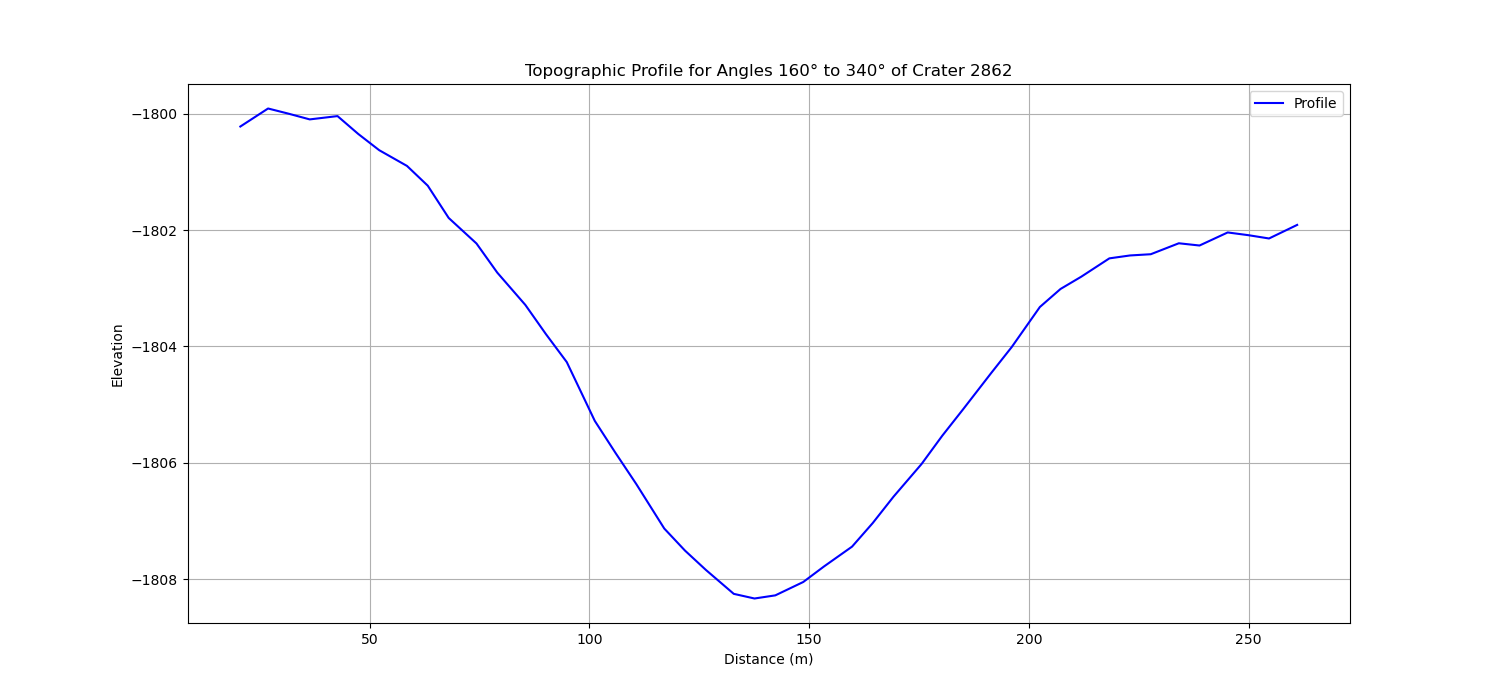 Topographic Profile for Angles 160° to 340° of Crater 2862
Profile
−1800
−1802
−1804
−1806
−1808
Elevation
50
100
150
200
250
Distance (m)